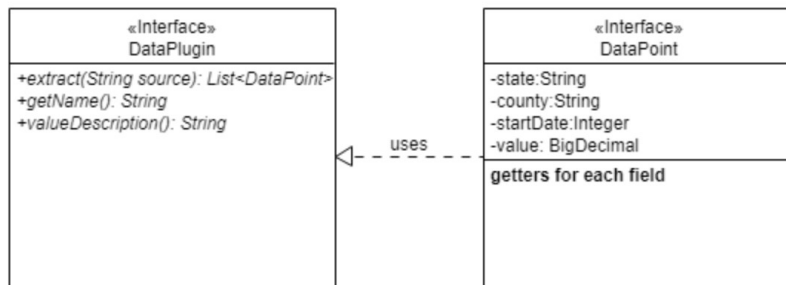 «Interface»
DataPlugin
+extract(String source): List<DataPoint>
+getName(): String
+valueDescription(): String
uses
«Interface»
DataPoint
-state:String
-county:String
-startDate:Integer
-value: BigDecimal
getters for each field